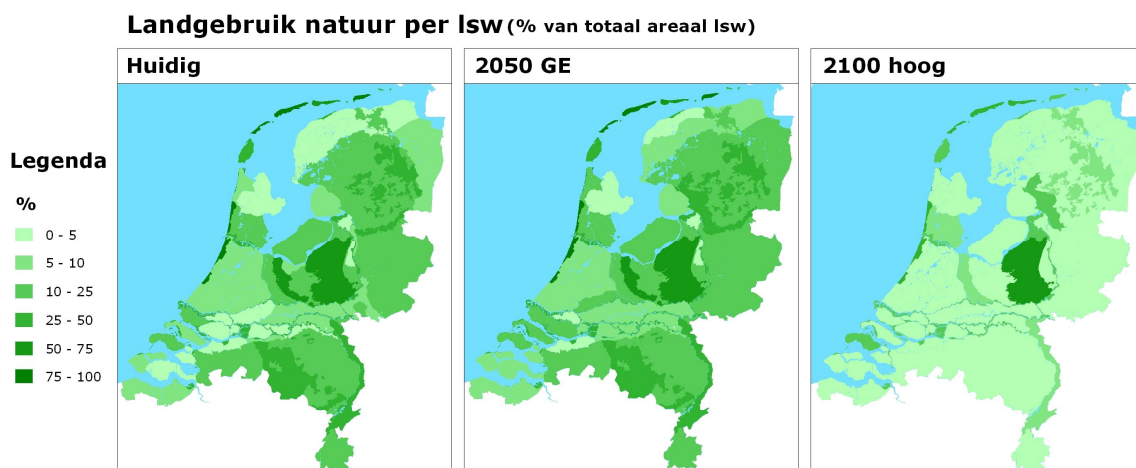 Landgebruik natuur per lsw (% van totaal areaal lsw)
Huidig
2050 GE
2100 hoog
Legenda
%
0 - 5
5 - 10
10 - 25
25 - 50
50 - 75
75 - 100